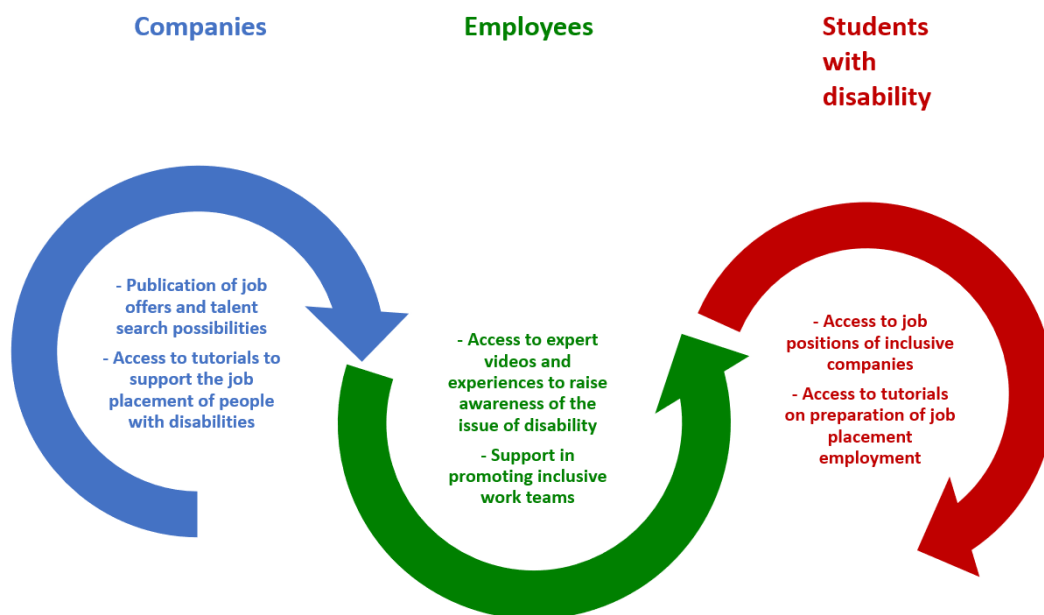 Companies
Employees
Students
with
disability
- Publication of job
offers and talent
search possibilities
- Access to tutorials to
support the job
placement of people
with disabilities
- Access to expert
videos and
experiences to raise
awareness of the
issue of disability
- Support in
promoting inclusive
work teams
- Access to job
positions of inclusive
companies
- Access to tutorials
on preparation of job
placement
employment